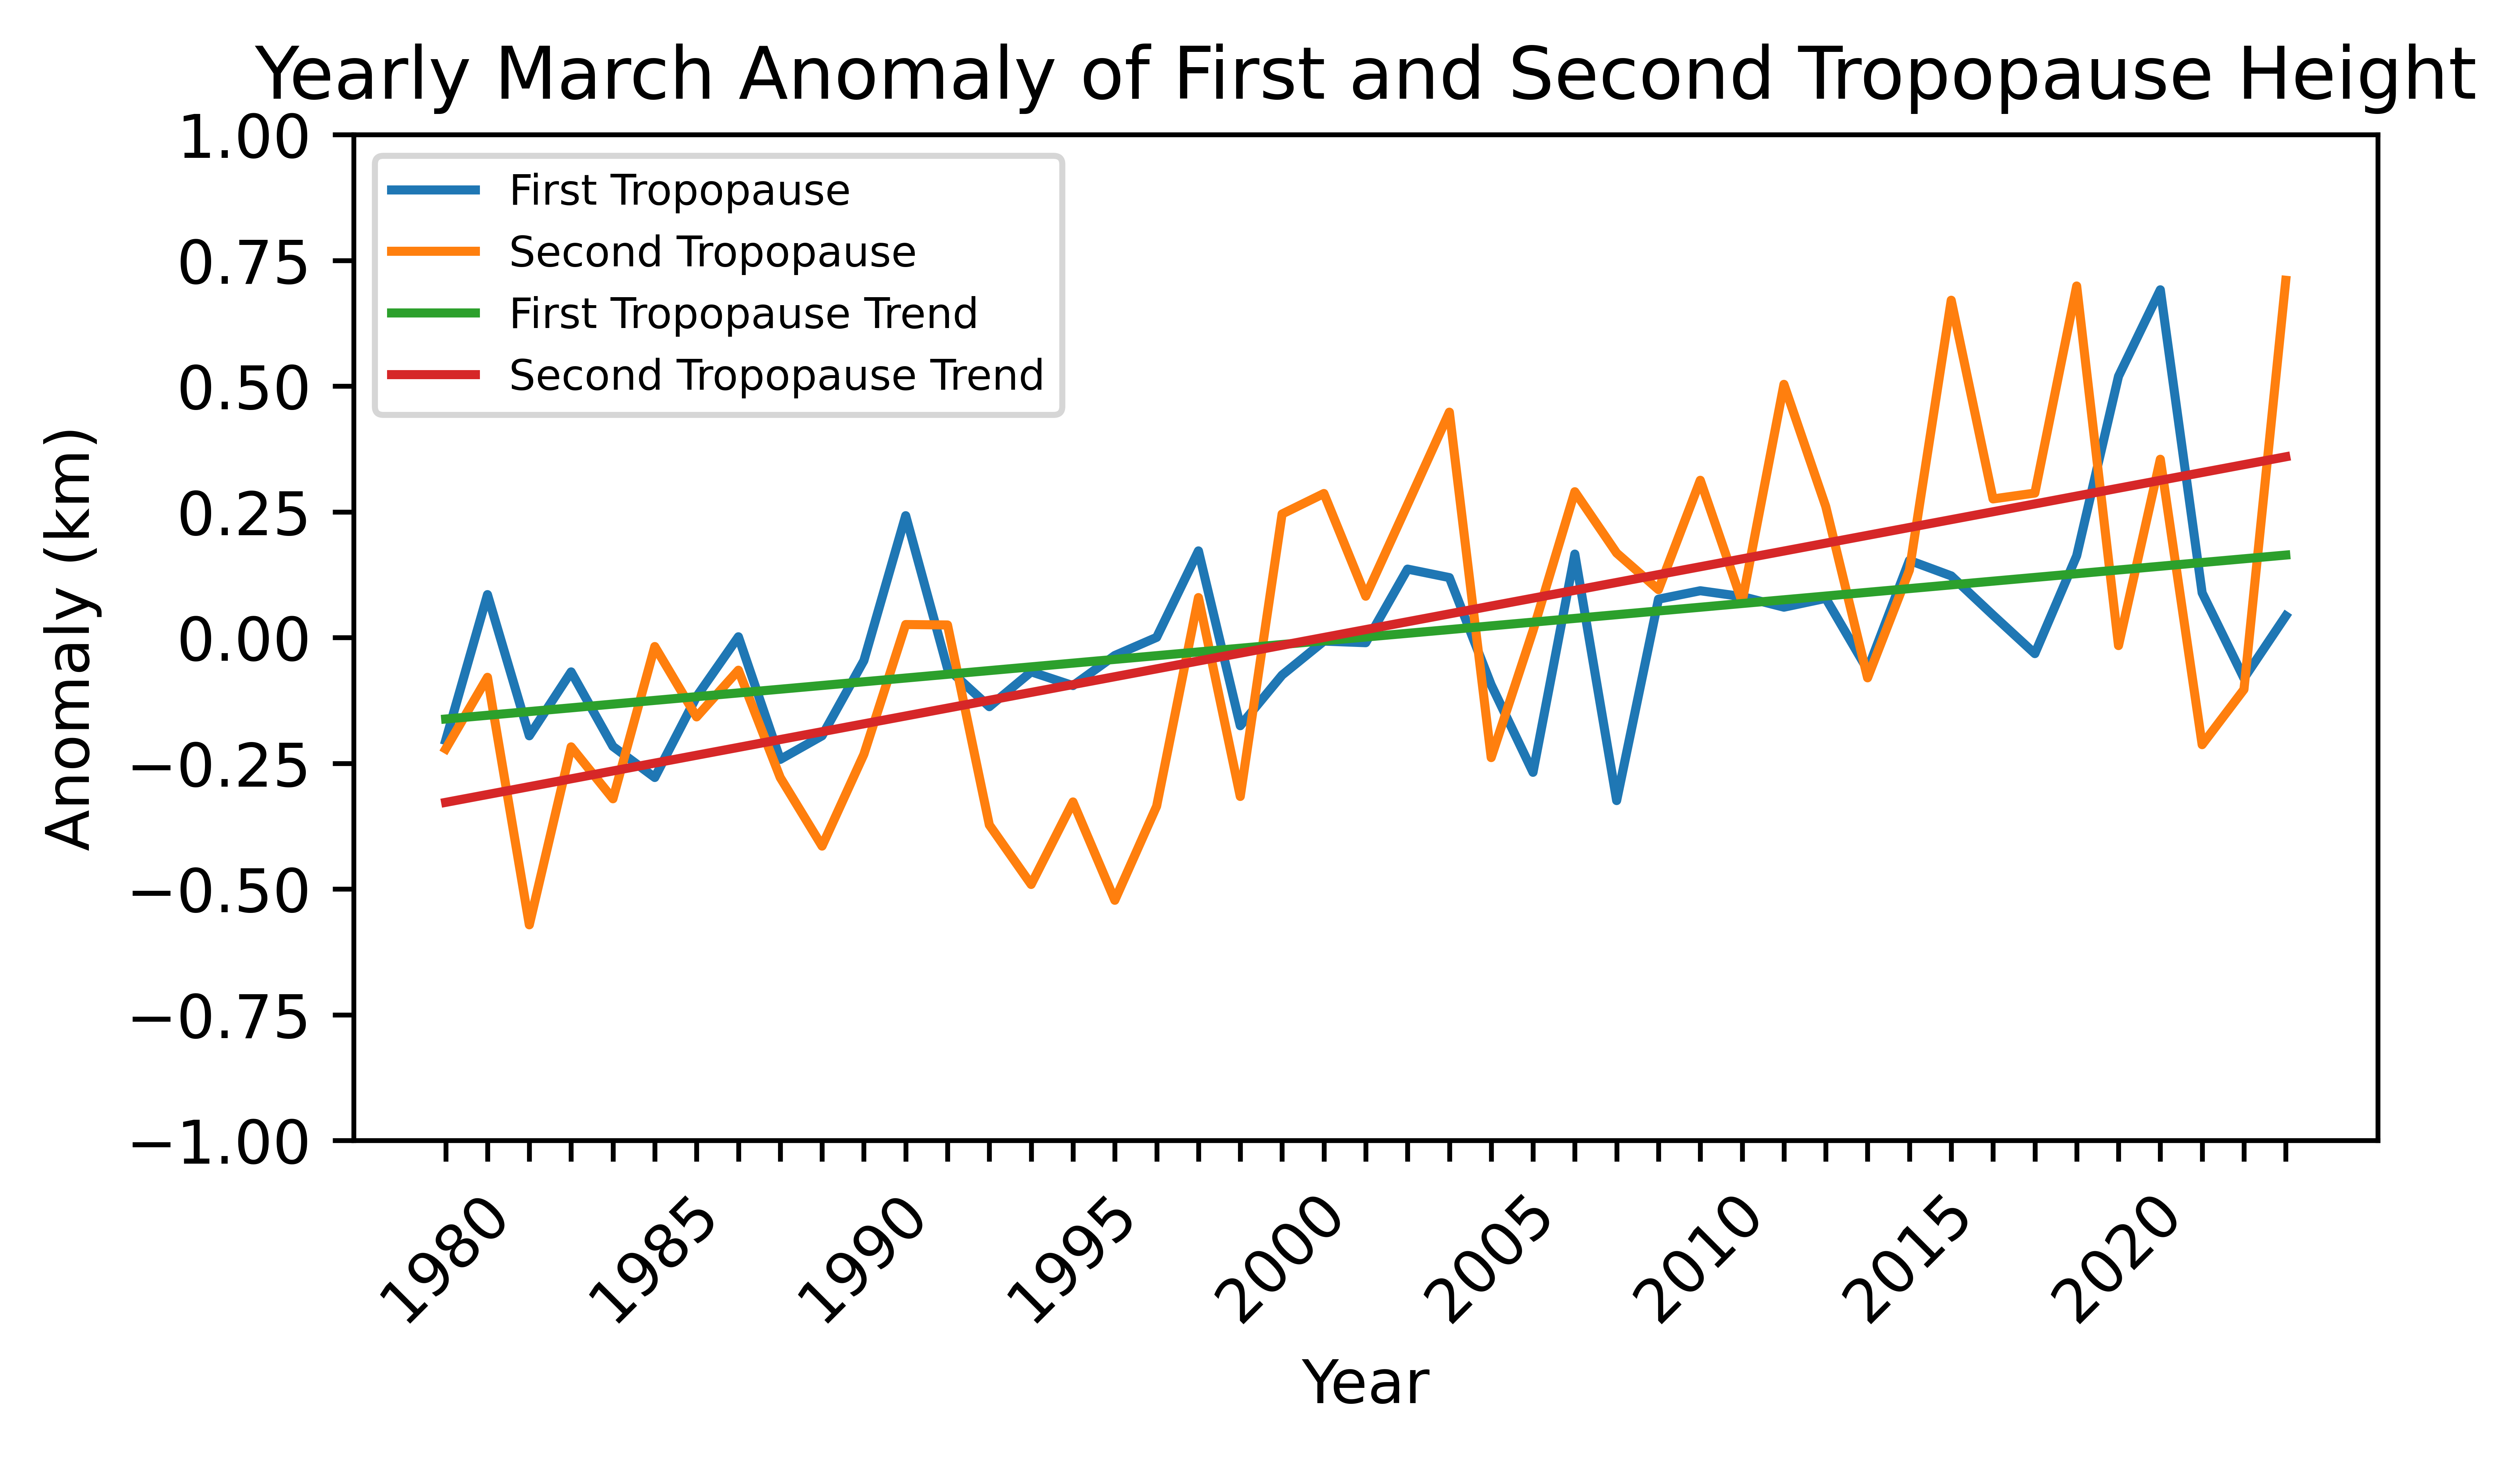 Yearly March Anomaly of First and Second Tropopause Height
1.00
0.75
0.50
0.25
0.00
−0.25
−0.50
−0.75
−1.00
Anomaly (km)
First Tropopause
Second Tropopause
First Tropopause Trend
Second Tropopause Trend
1980
1985
1990
1995
2000
2005
2010
2015
2020
Year